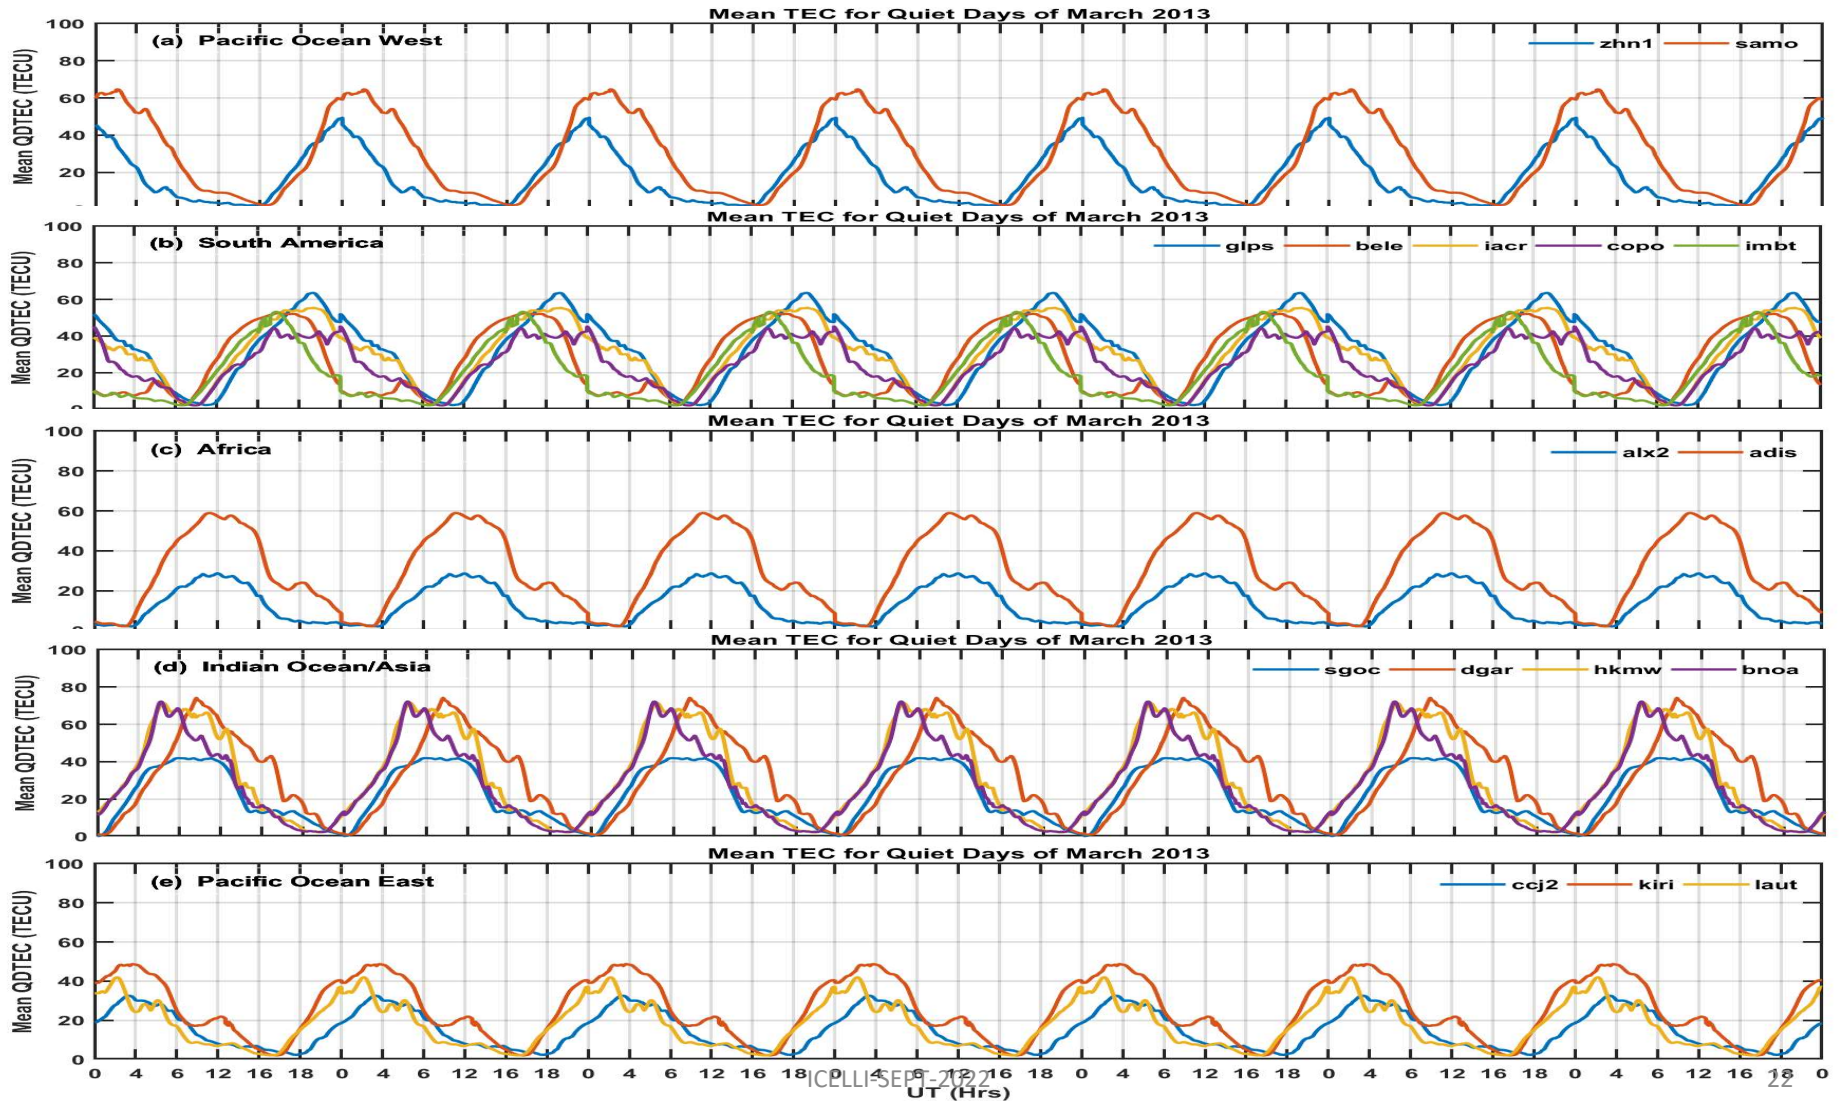 Mean TEC for Quiet Days of March 2013
(a) Pacific Ocean West
zhn1 samo
100
80
60
40
20
Mean QDTEC (TECU)
Mean TEC for Quiet Days of March 2013
(b) South America
glps bele iacr copo imbt
100
80
60
40
20
Mean QDTEC (TECU)
Mean TEC for Quiet Days of March 2013
(c) Africa
alx2 adis
100
80
60
40
20
Mean QDTEC (TECU)
Mean TEC for Quiet Days of March 2013
(d) Indian Ocean/Asia
sgoc dgar hkmw bnoa
100
80
60
40
20
0
Mean QDTEC (TECU)
Mean TEC for Quiet Days of March 2013
(e) Pacific Ocean East
ccj2 kiri laut
100
80
60
40
20
0
Mean QDTEC (TECU)
0 4 6 12 18 18 0 4 6 12 16 18 0 4 6 12 16 18 0 4 6 12 16 18 0 4 6 12 16 18 0 4 6 12 16 18 0 4 6 12 16 18 0
UT (Hrs)
ICELLI-SEPT-2022
22